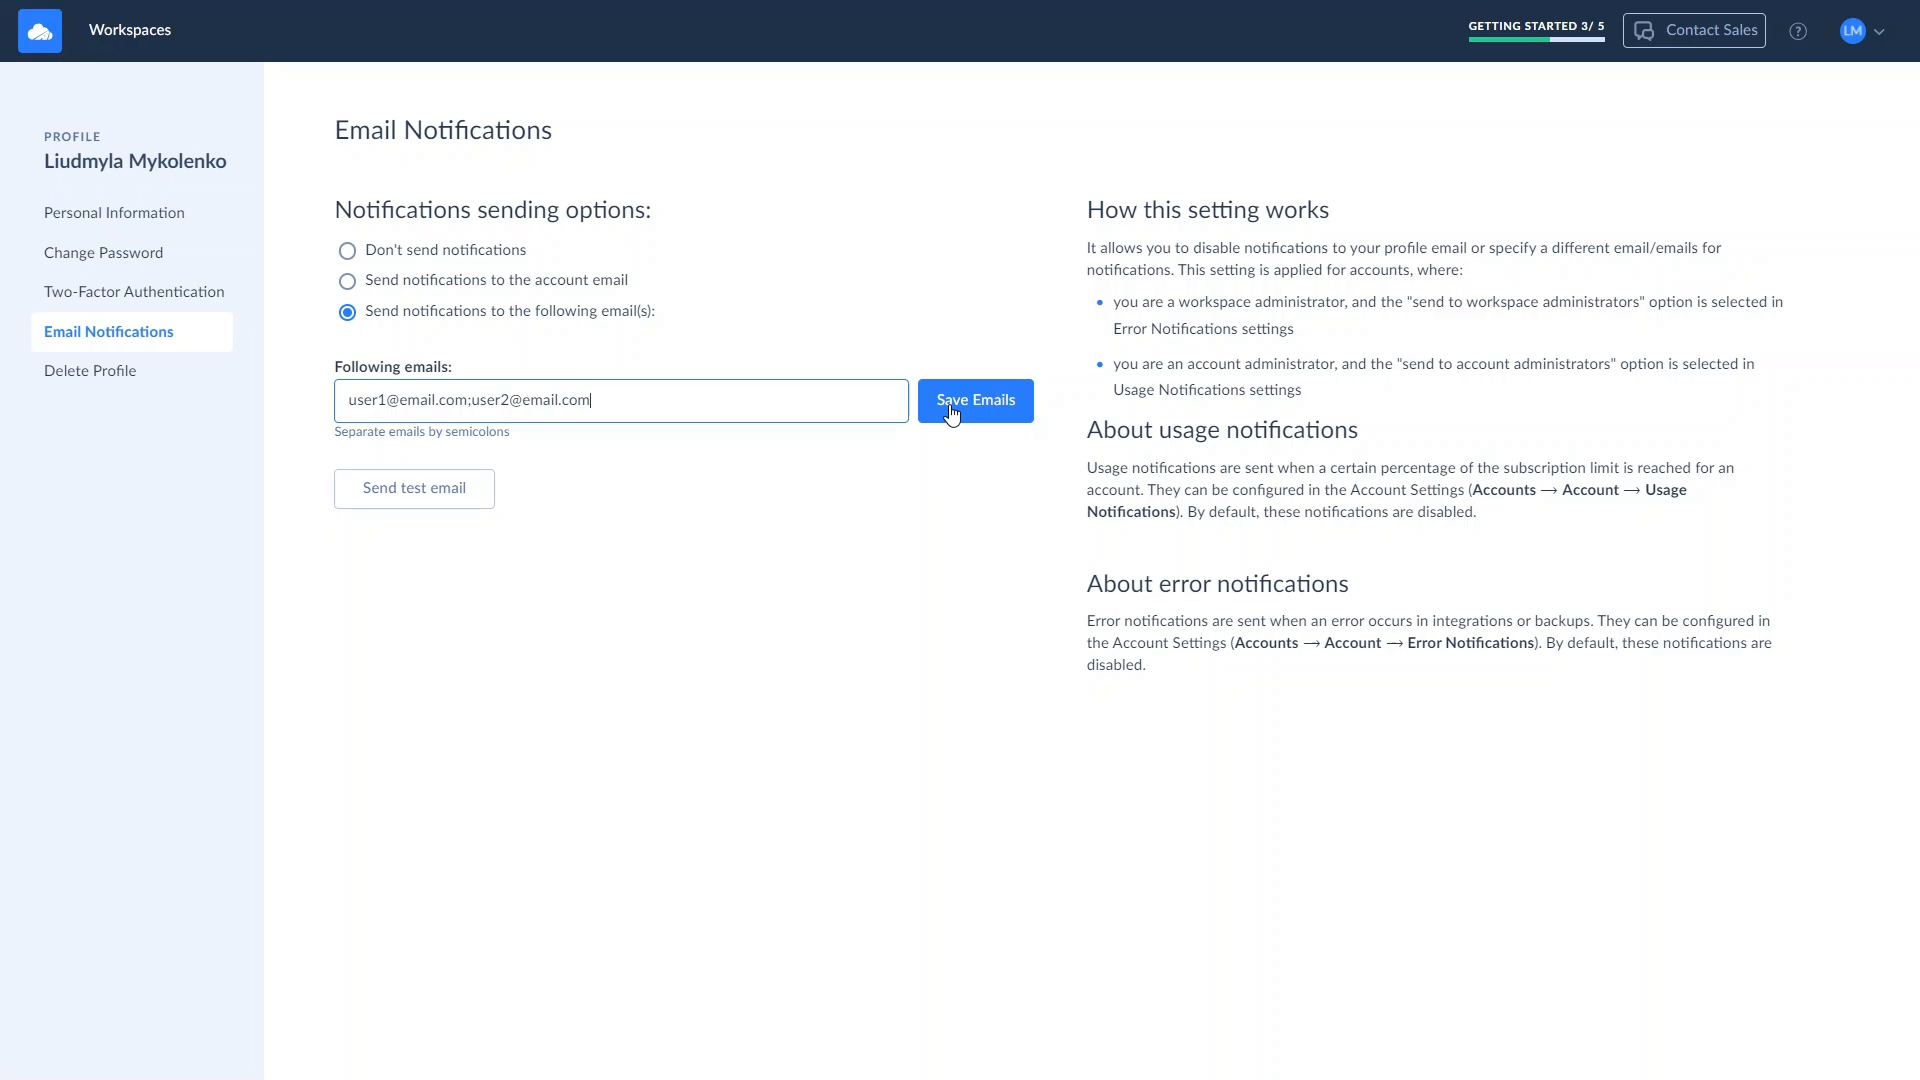 Workspaces
GETTING STARTED 3/ 5
Contact Sales
?
LM
PROFILE
Liudmyla Mykolenko
Personal Information
Change Password
Two-Factor Authentication
Email Notifications
Delete Profile
Email Notifications
Notifications sending options:
Don't send notifications
Send notifications to the account email
Send notifications to the following email(s):
Following emails:
user1@email.com;user2@email.com
Save Emails
Separate emails by semicolons
Send test email
How this setting works
It allows you to disable notifications to your profile email or specify a different email/emails for
notifications. This setting is applied for accounts, where:
you are a workspace administrator, and the "send to workspace administrators" option is selected in
Error Notifications settings
you are an account administrator, and the "send to account administrators" option is selected in
Usage Notifications settings
About usage notifications
Usage notifications are sent when a certain percentage of the subscription limit is reached for an
account. They can be configured in the Account Settings (Accounts → Account → Usage
Notifications). By default, these notifications are disabled.
About error notifications
Error notifications are sent when an error occurs in integrations or backups. They can be configured in
the Account Settings (Accounts → Account → Error Notifications). By default, these notifications are
disabled.